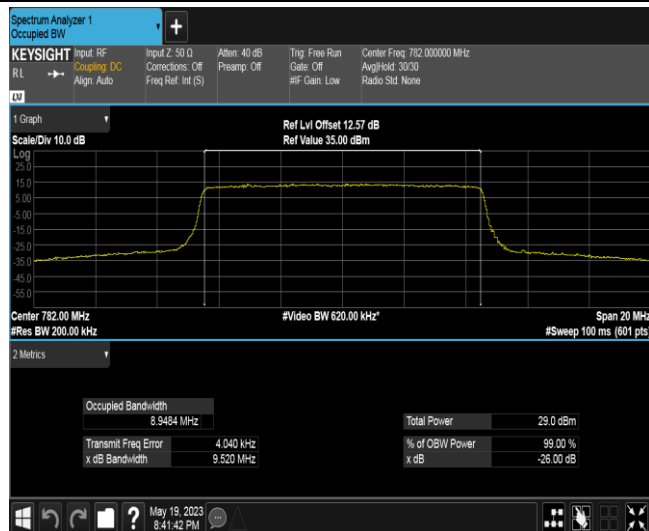 Spectrum Analyzer 1
Occupied BW
+
KEYSIGHT
RL
Input: RF
Coupling: DC
Align: Auto
Input Z: 50 Ω
Corrections: Off
Freq Ref: Int (S)
Atten: 40 dB
Preamp: Off
Trig: Free Run
Gate: Off
#IF Gain: Low
Center Freq: 782.000000 MHz
Avg|Hold: 30/30
Radio Std: None
1 Graph
Scale/Div 10.0 dB
Ref Lvl Offset 12.57 dB
Ref Value 35.00 dBm
Log
25.0
15.0
5.00
-5.00
-15.0
-25.0
-35.0
-45.0
-55.0
Center 782.00 MHz
#Video BW 620.00 kHz*
Span 20 MHz
#Res BW 200.00 kHz
#Sweep 100 ms (601 pts)
2 Metrics
Occupied Bandwidth
8.9484 MHz
Total Power 29.0 dBm
Transmit Freq Error 4.040 kHz
% of OBW Power 99.00 %
x dB Bandwidth 9.520 MHz
x dB -26.00 dB
?
May 19, 2023
8:41:42 PM